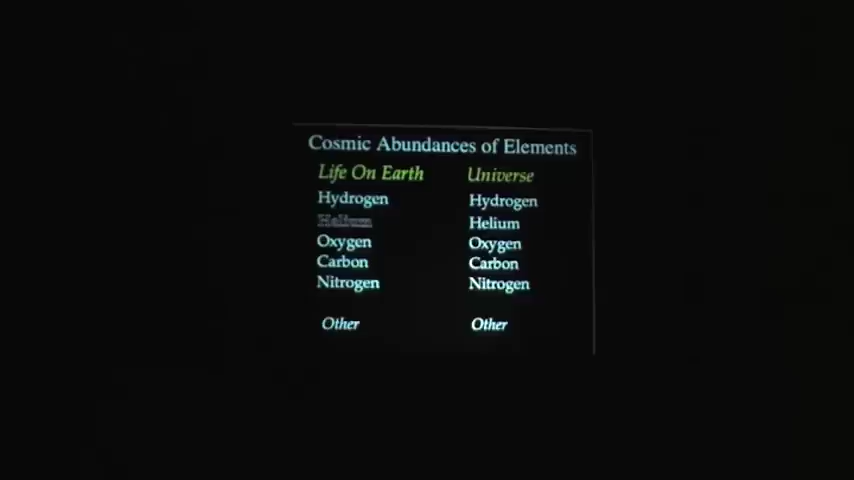 Cosmic Abundances of Elements
Life On Earth Universe
Hydrogen Hydrogen
Helium Helium
Oxygen Oxygen
Carbon Carbon
Nitrogen Nitrogen
Other Other